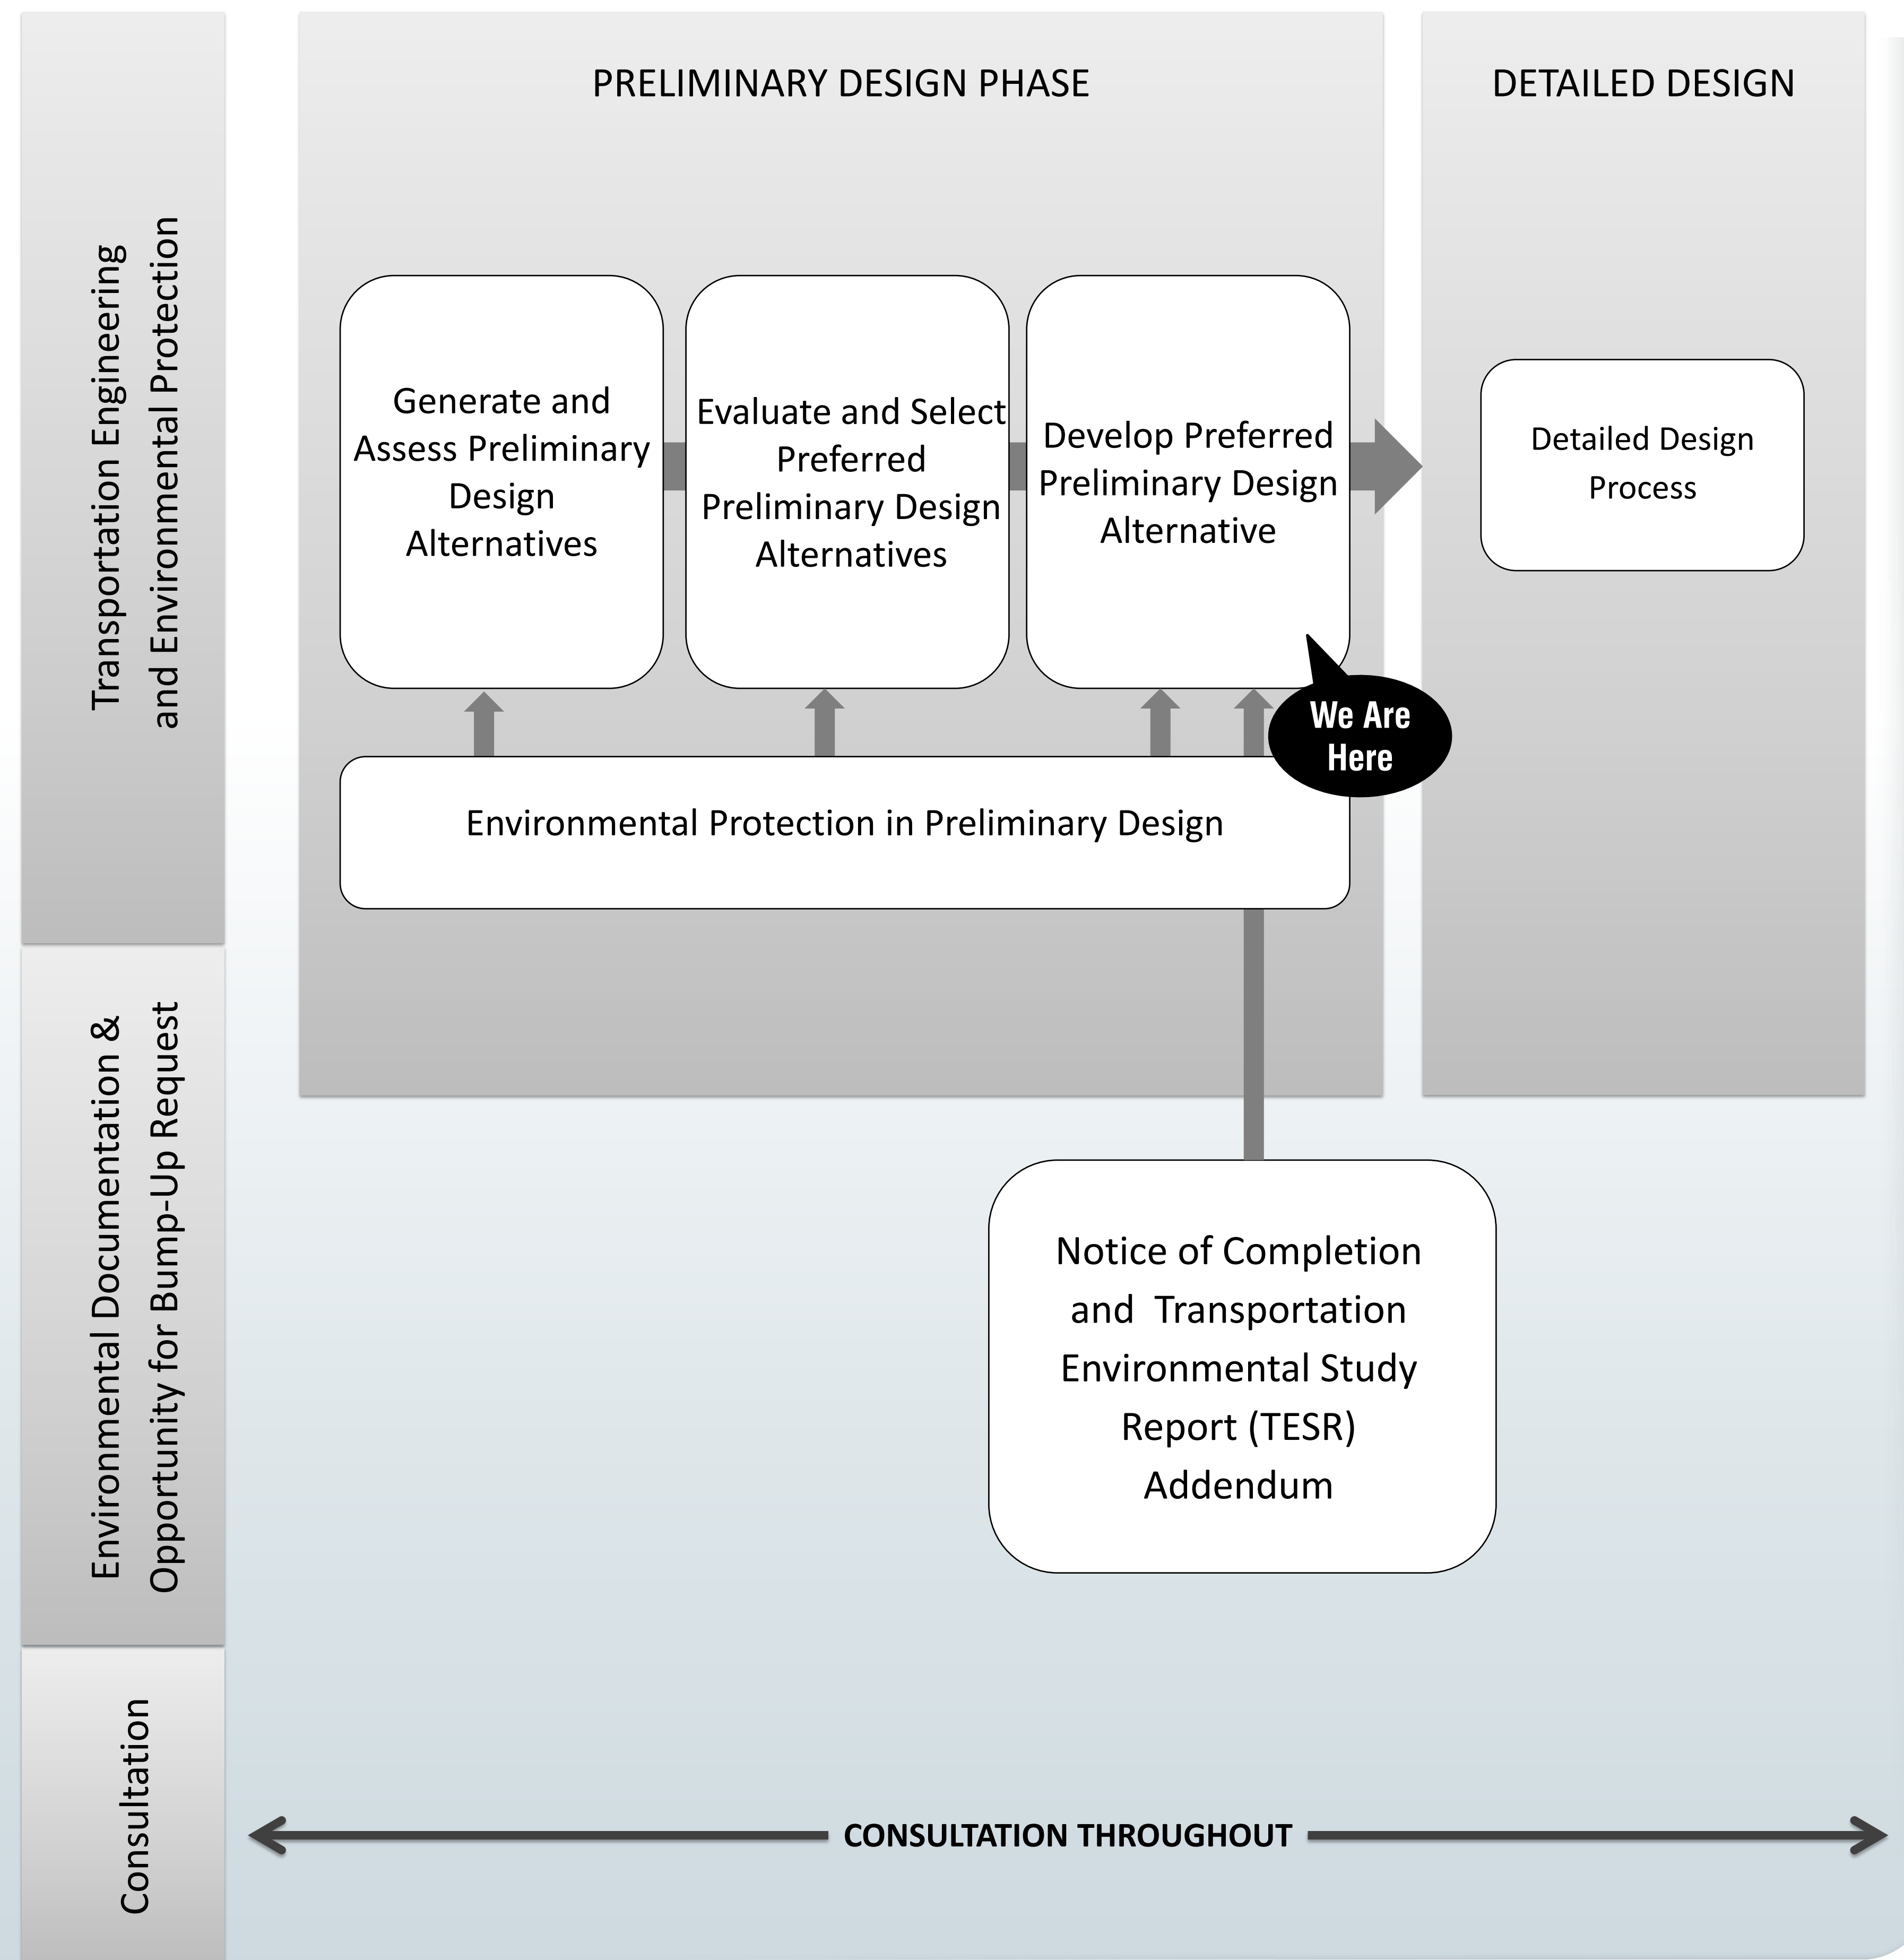 PRELIMINARY DESIGN PHASE
DETAILED DESIGN
Transportation Engineering
and Environmental Protection
Generate and
Assess Preliminary
Design
Alternatives
Evaluate and Select
Preferred
Preliminary Design
Alternatives
Develop Preferred
Preliminary Design
Alternative
Detailed Design
Process
We Are
Here
Environmental Protection in Preliminary Design
Environmental Documentation &
Opportunity for Bump-Up Request
Notice of Completion
and Transportation
Environmental Study
Report (TESR)
Addendum
Consultation
CONSULTATION THROUGHOUT